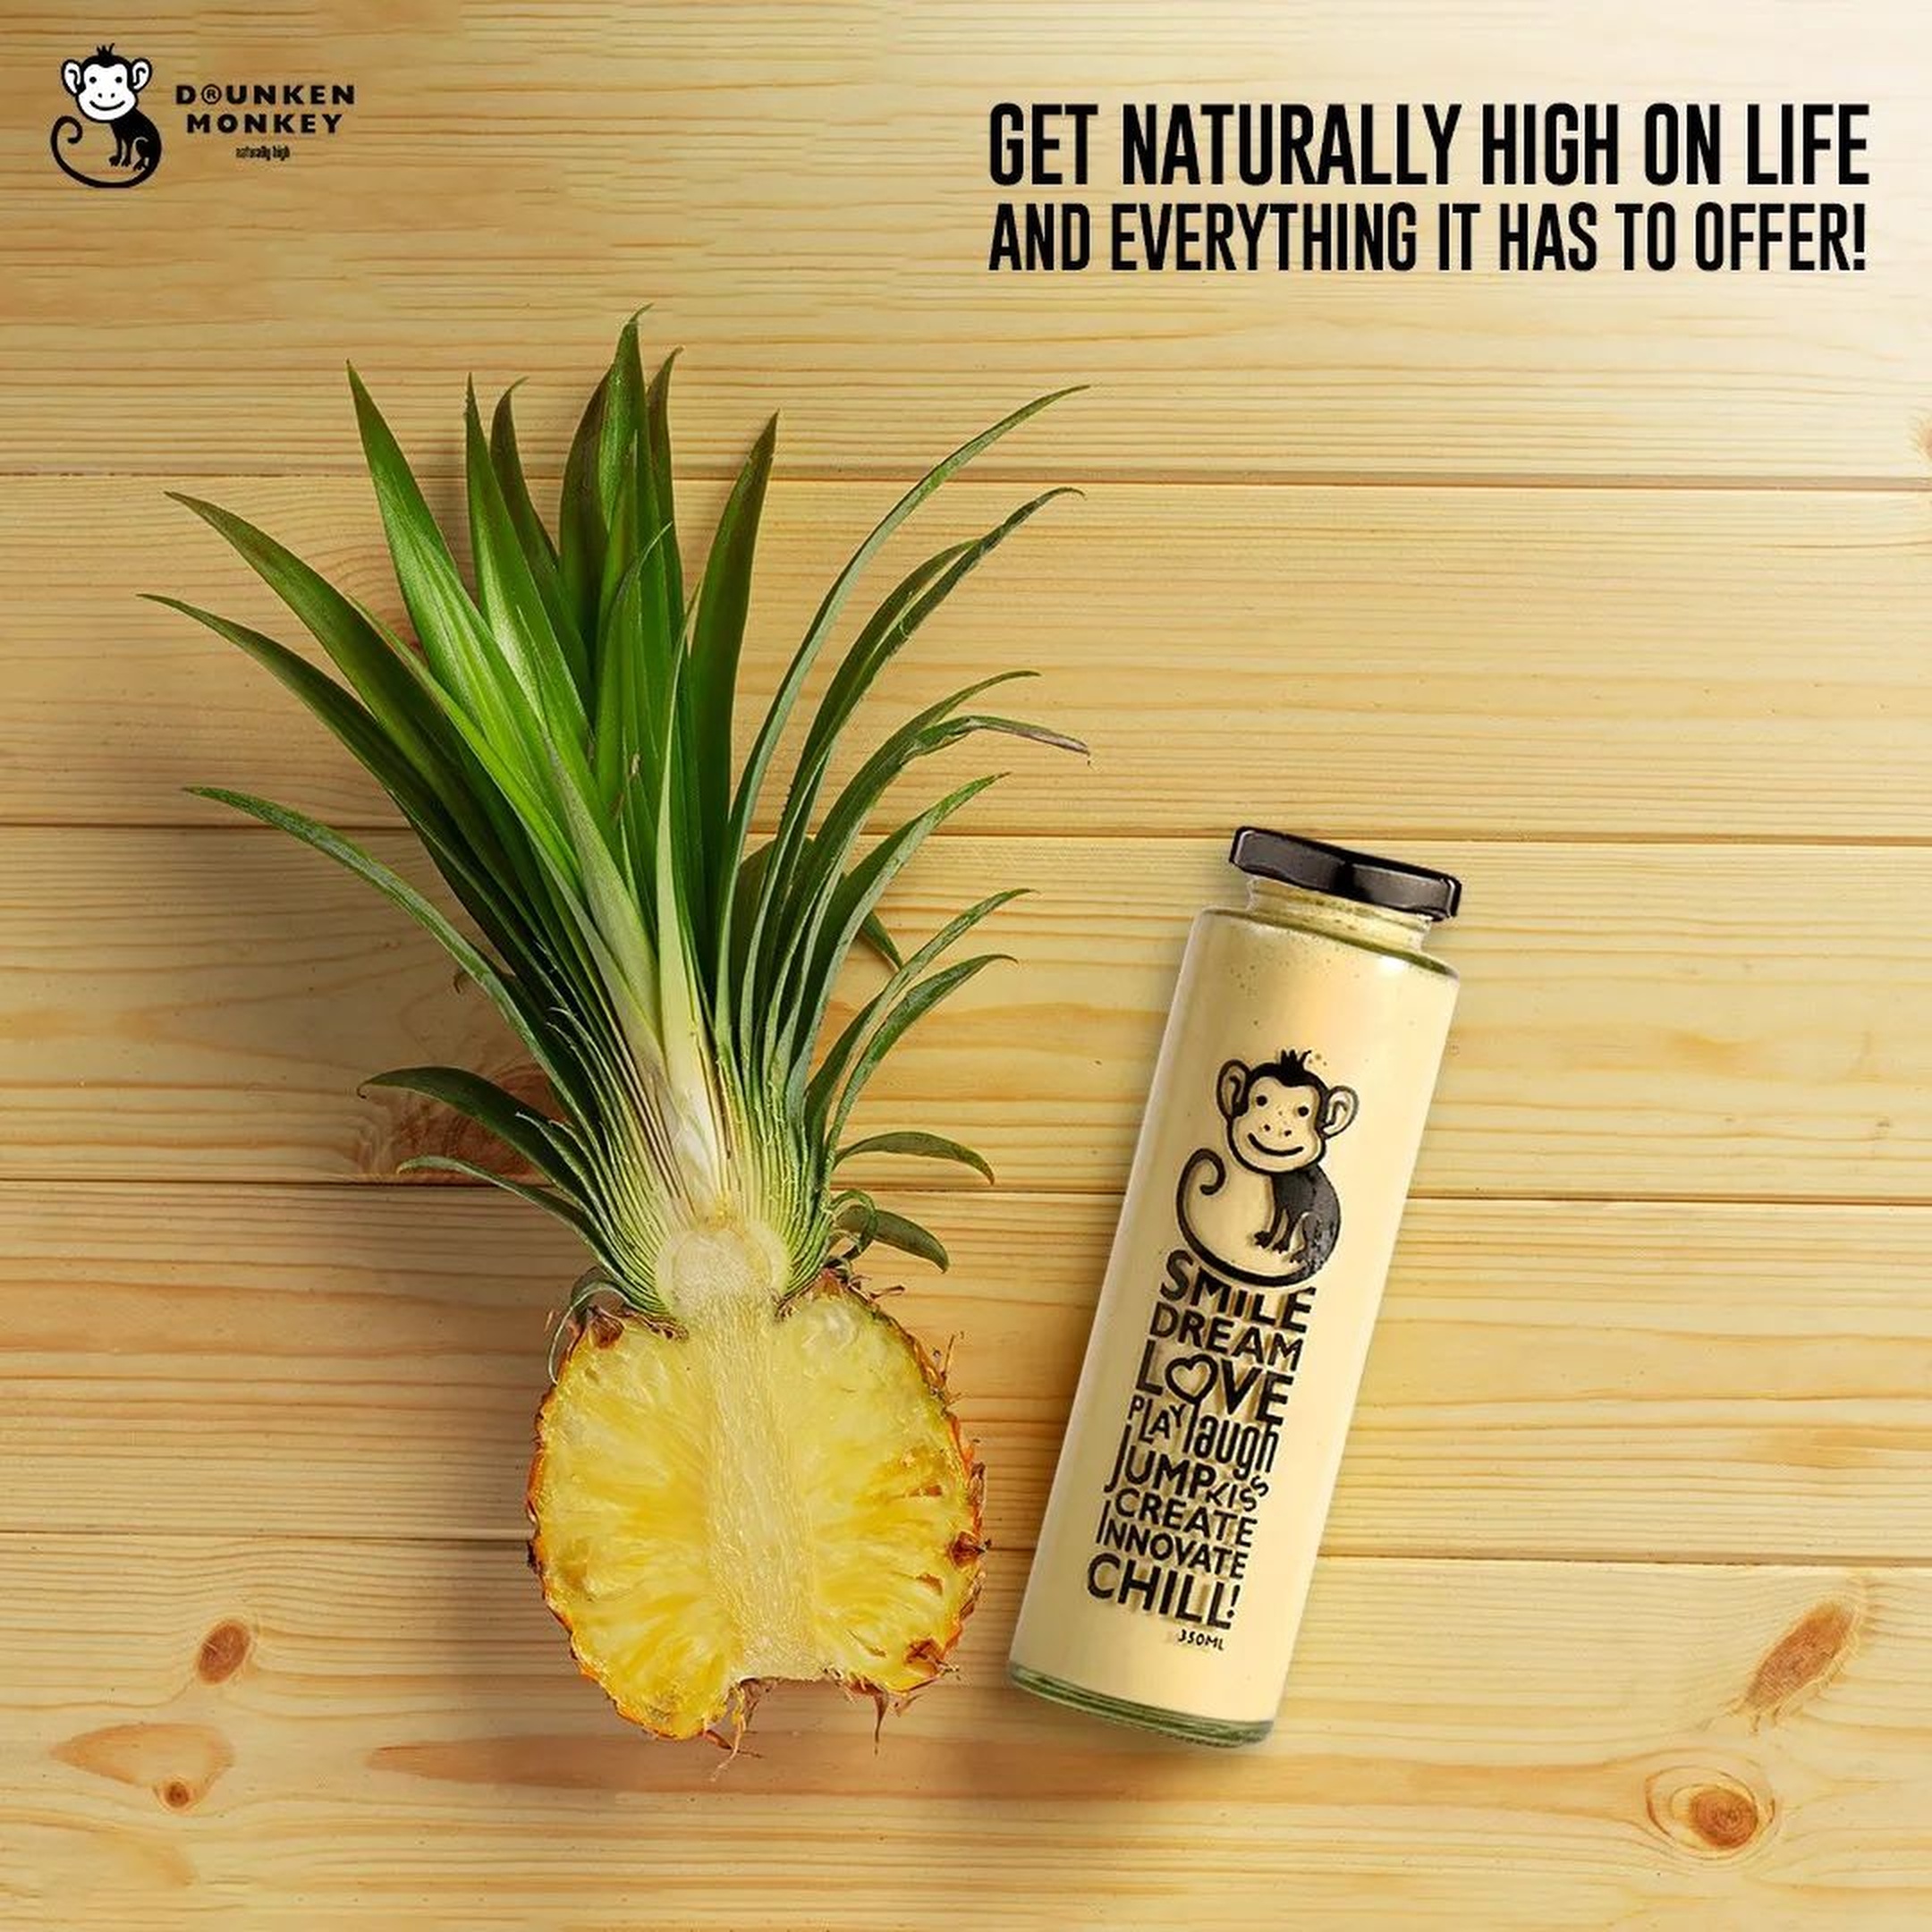 D®UNKEN
MONKEY
naturally high
GET NATURALLY HIGH ON LIFE
AND EVERYTHING IT HAS TO OFFER!
SMILE
DREAM
LOVE
PLAY laugh
JUMP KISS
CREATE
INNOVATE
CHILL!
350ML